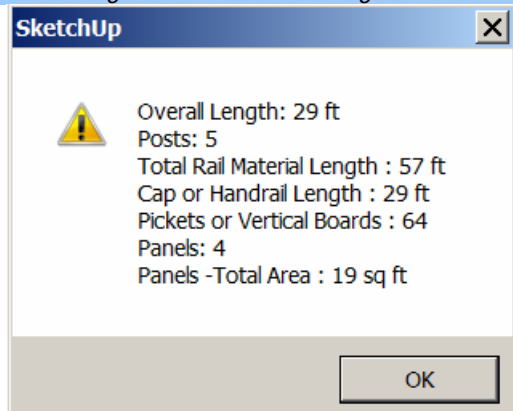 SketchUp
Overall Length: 29 ft
Posts: 5
Total Rail Material Length : 57 ft
Cap or Handrail Length : 29 ft
Pickets or Vertical Boards : 64
Panels: 4
Panels -Total Area : 19 sq ft
OK